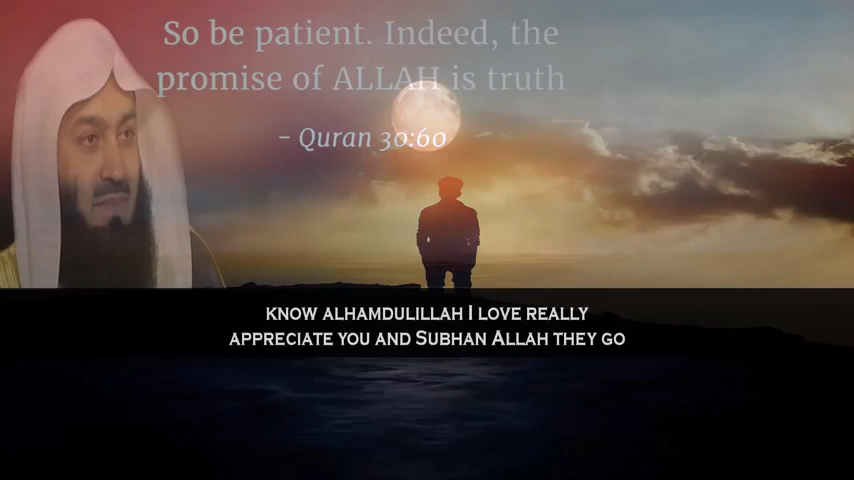 So be patient. Indeed, the
promise of ALLAH is truth
- Quran 30:60
KNOW ALHAMDULILLAH I LOVE REALLY
APPRECIATE YOU AND SUBHAN ALLAH THEY GO